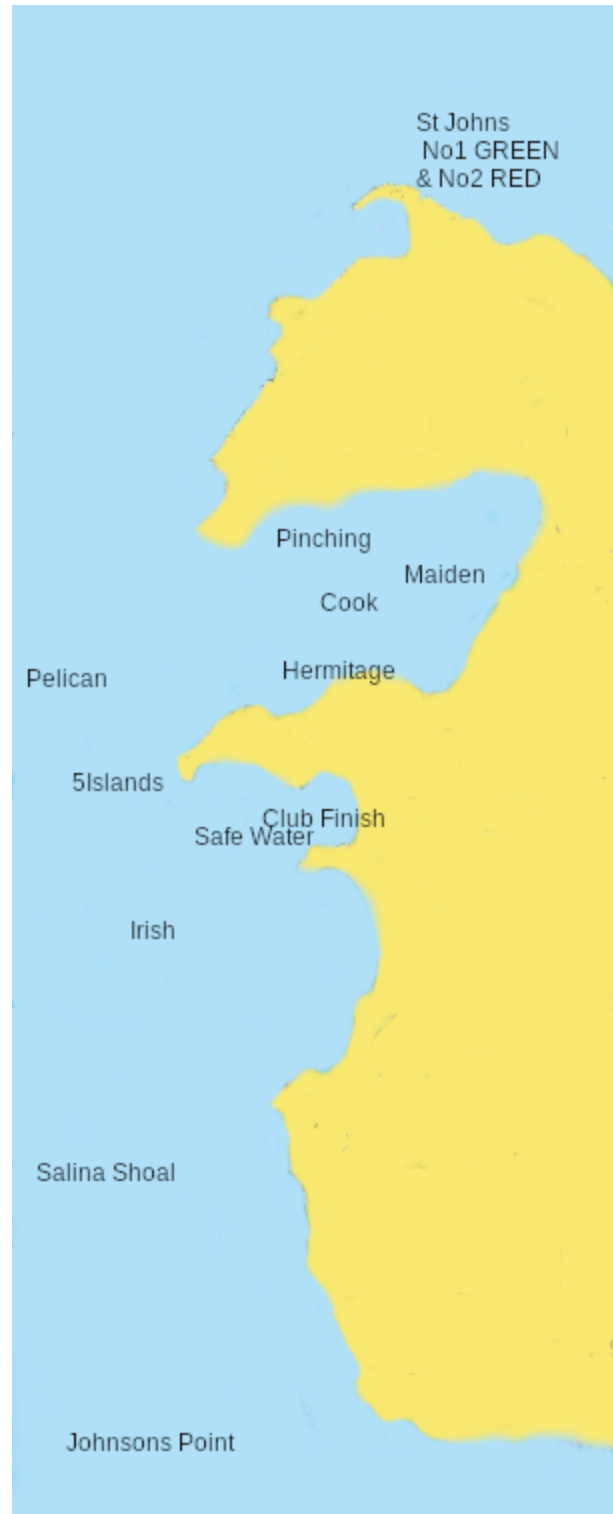 St Johns
No1 GREEN
& No2 RED
Pinching
Maiden
Cook
Hermitage
Pelican
5Islands
Club Finish
Safe Water
Irish
Salina Shoal
Johnsons Point